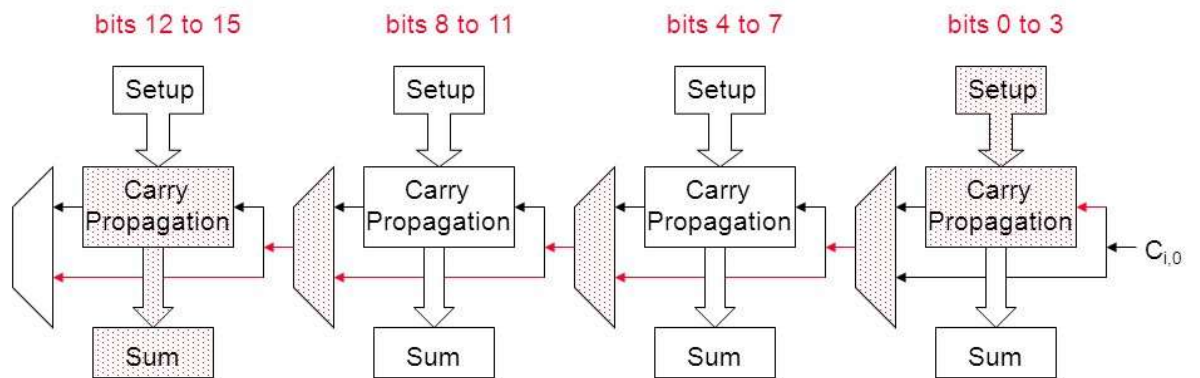 bits 12 to 15
bits 8 to 11
bits 4 to 7
bits 0 to 3
Setup
Setup
Setup
Setup
Carry
Propagation
Carry
Propagation
Carry
Propagation
Carry
Propagation
Ci,0
Sum
Sum
Sum
Sum